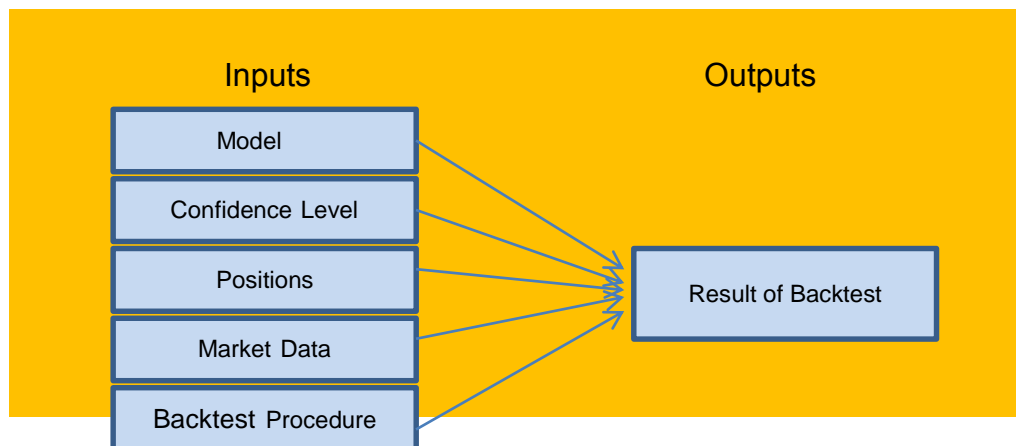 Inputs
Outputs
Model
Confidence Level
Positions
Market Data
Backtest Procedure
Result of Backtest